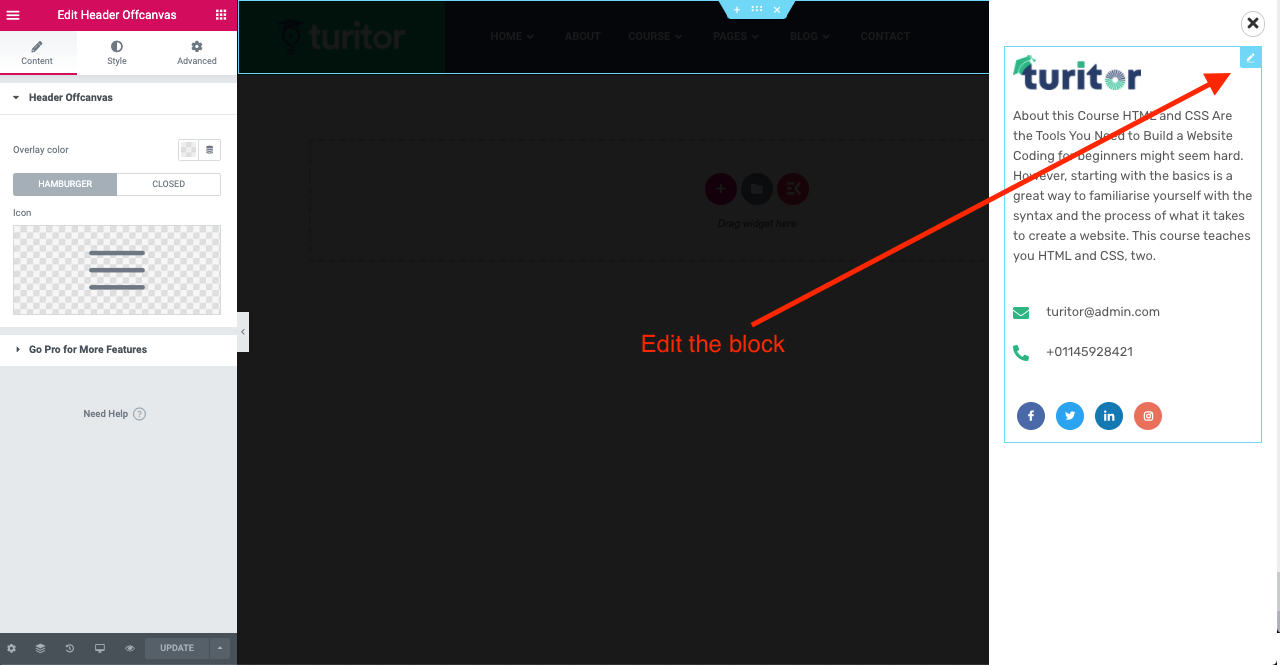 Edit Header Offcanvas
Content
Style
Advanced
Header Offcanvas
Overlay color
HAMBURGER
CLOSED
Icon
Go Pro for More Features
Need Help ?
UPDATE
turitor
HOME
ABOUT
COURSE
PAGES
BLOG
CONTACT
Drag widget here
Edit the block
turitor
About this Course HTML and CSS Are
the Tools You Need to Build a Website
Coding for beginners might seem hard.
However, starting with the basics is a
great way to familiarise yourself with the
syntax and the process of what it takes
to create a website. This course teaches
you HTML and CSS, two.
turitor@admin.com
+01145928421